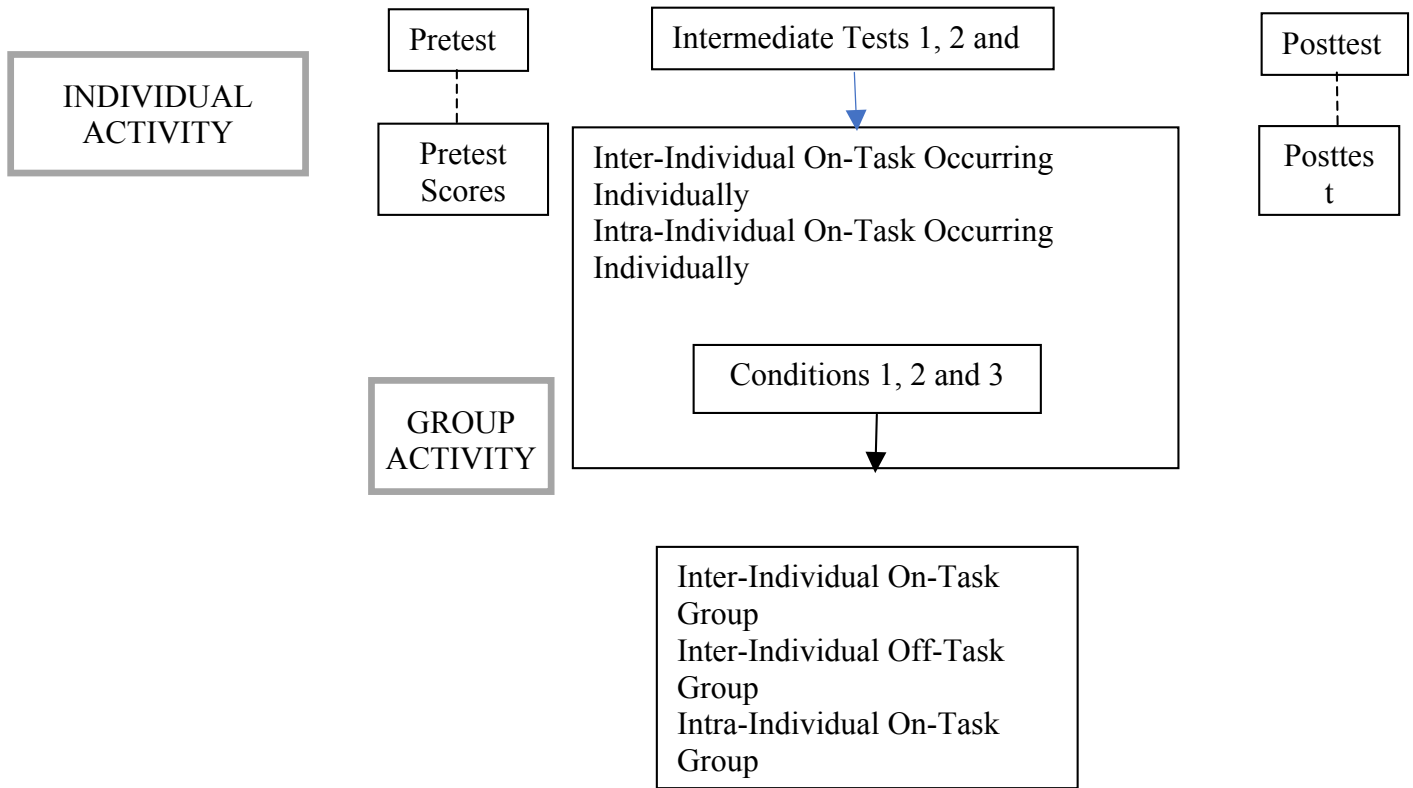 Pretest
Intermediate Tests 1, 2 and
Posttest
INDIVIDUAL
ACTIVITY
Pretest
Scores
Inter-Individual On-Task Occurring
Individually
Intra-Individual On-Task Occurring
Individually
Posttes
t
Conditions 1, 2 and 3
GROUP
ACTIVITY
Inter-Individual On-Task
Group
Inter-Individual Off-Task
Group
Intra-Individual On-Task
Group